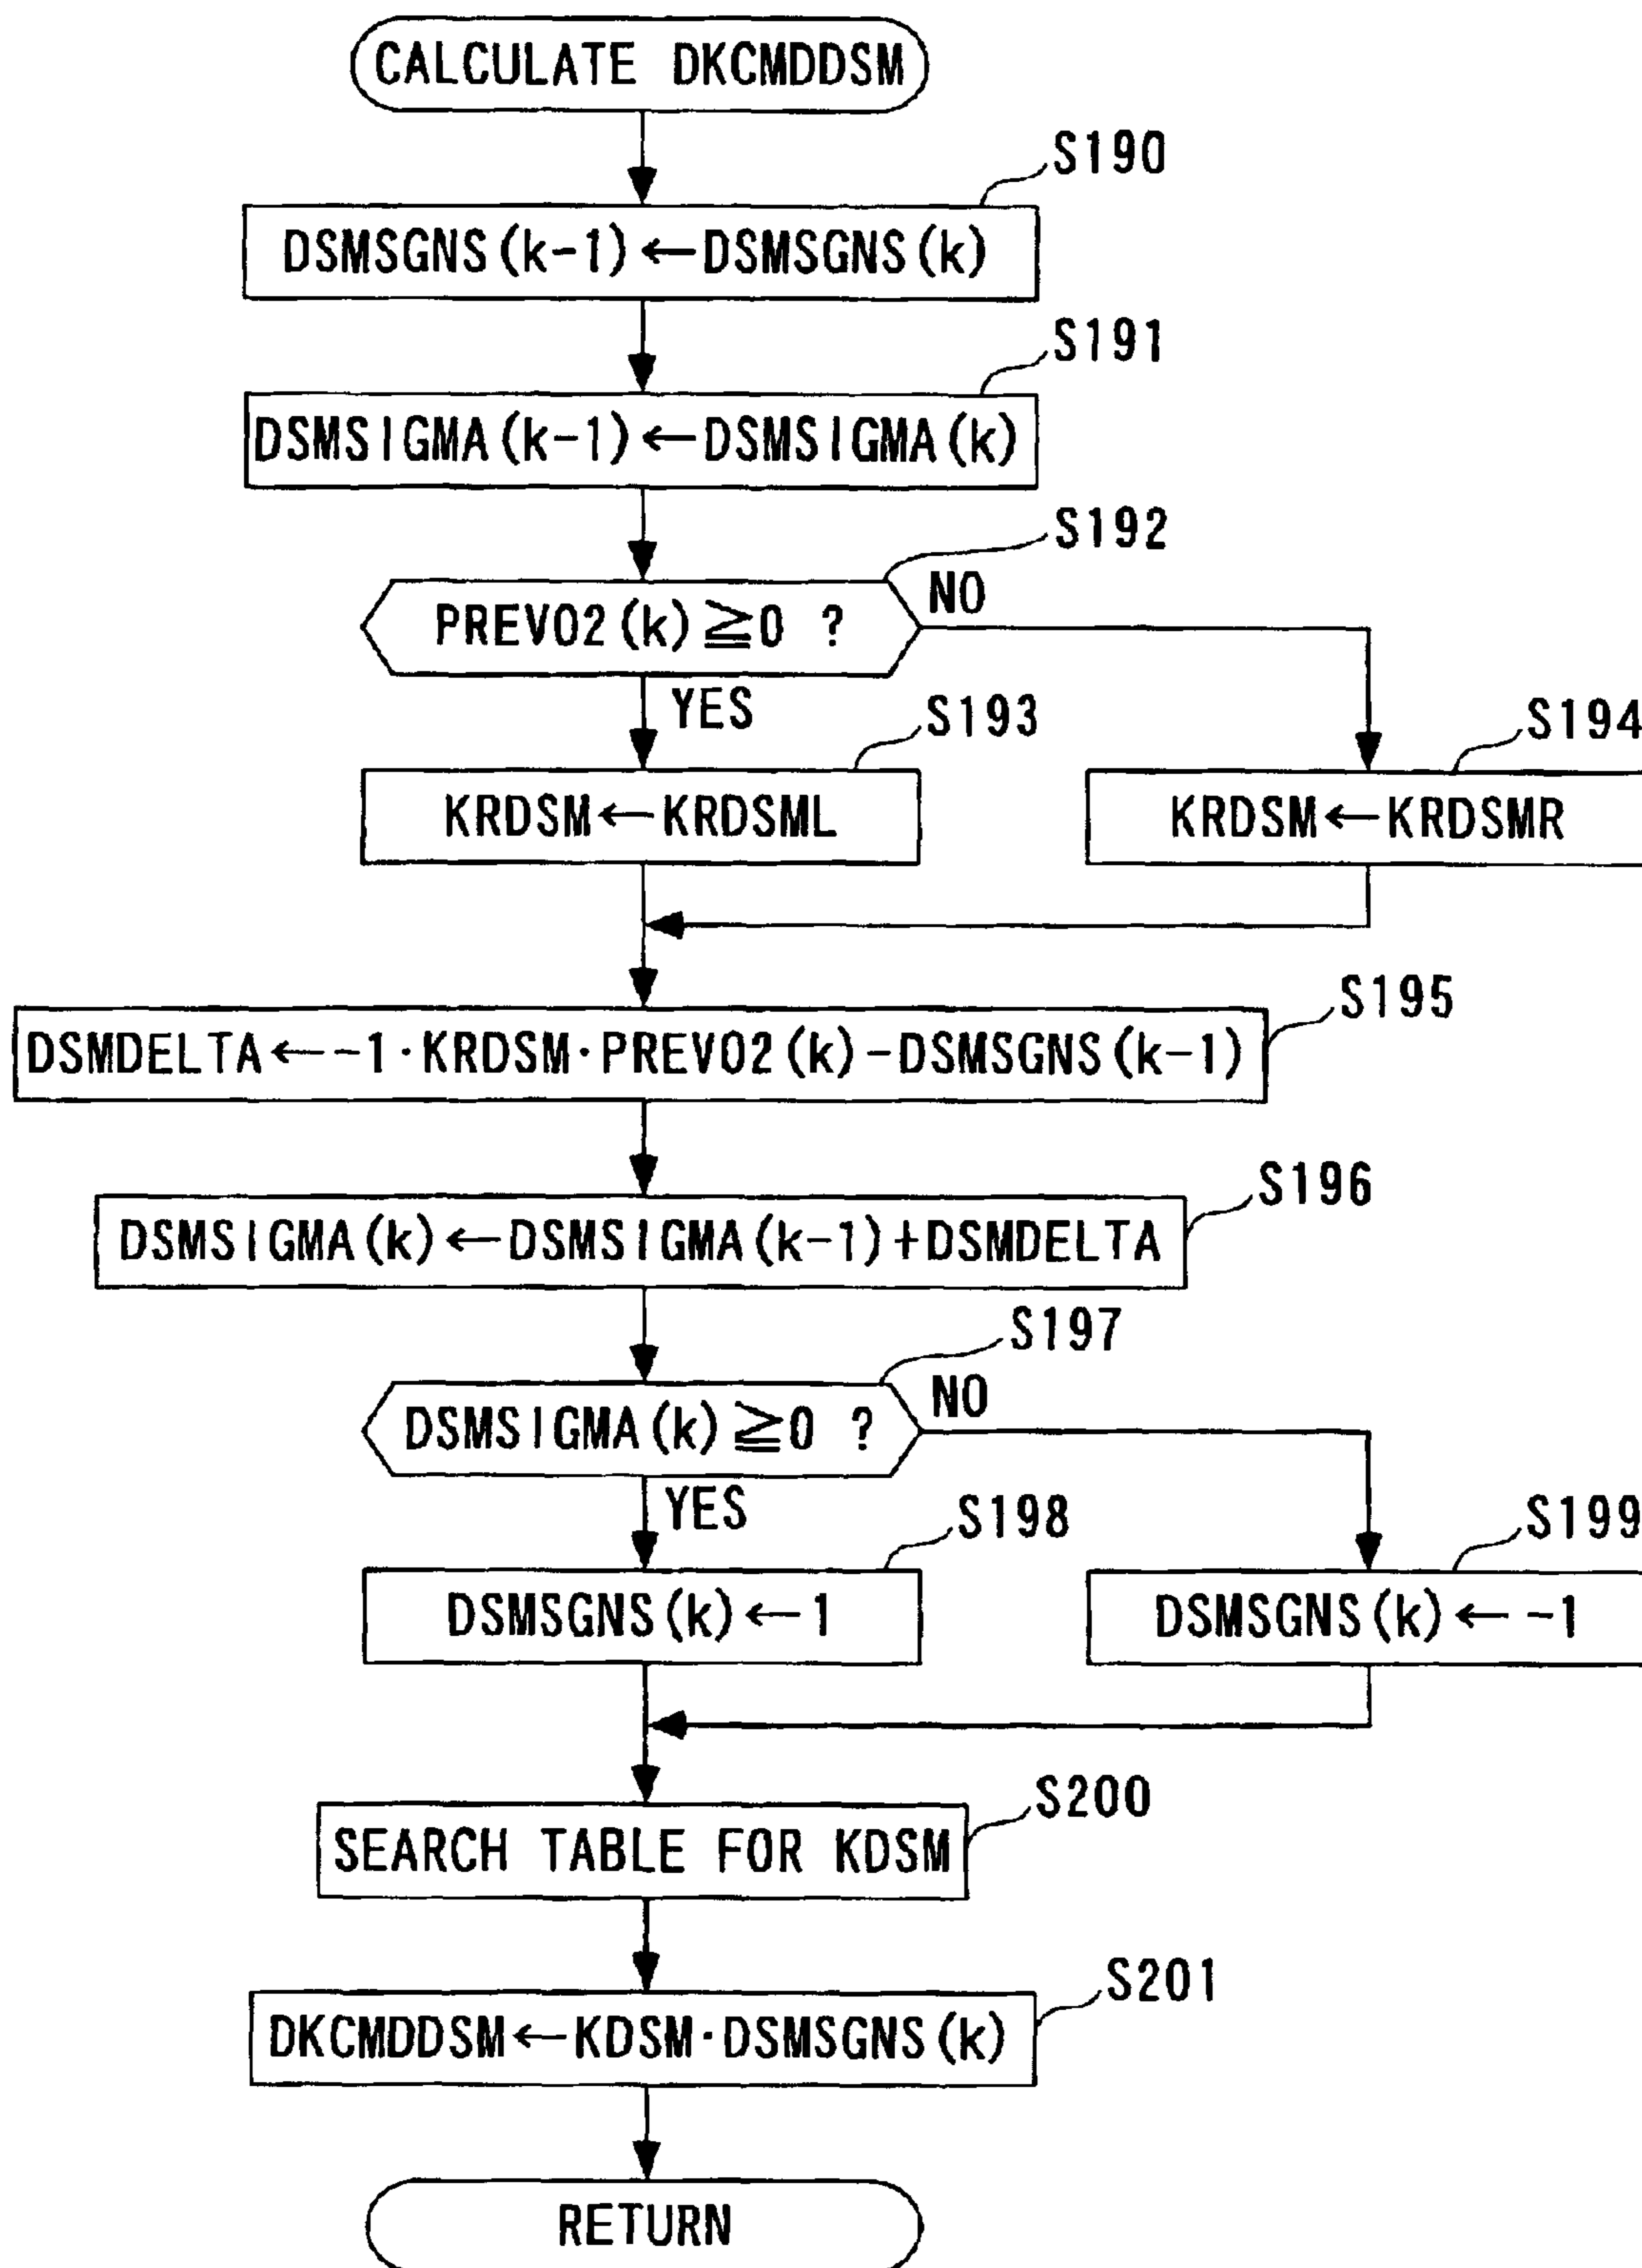 CALCULATE DKCMDDSM
S190
DSMSGNS(k-1)←DSMSGNS(k)
S191
DSMSIGMA(k-1)←DSMSIGMA(k)
S192
PREVO2(k)≧0 ?
NO
YES
S193
KRDSM←KRDSML
S194
KRDSM←KRDSMR
S195
DSMDELTA←-1·KRDSM·PREVO2(k)-DSMSGNS(k-1)
S196
DSMSIGMA(k)←DSMSIGMA(k-1)+DSMDELTA
S197
DSMSIGMA(k)≧0 ?
NO
YES
S198
DSMSGNS(k)←1
S199
DSMSGNS(k)←-1
S200
SEARCH TABLE FOR KDSM
S201
DKCMDDSM←KDSM·DSMSGNS(k)
RETURN